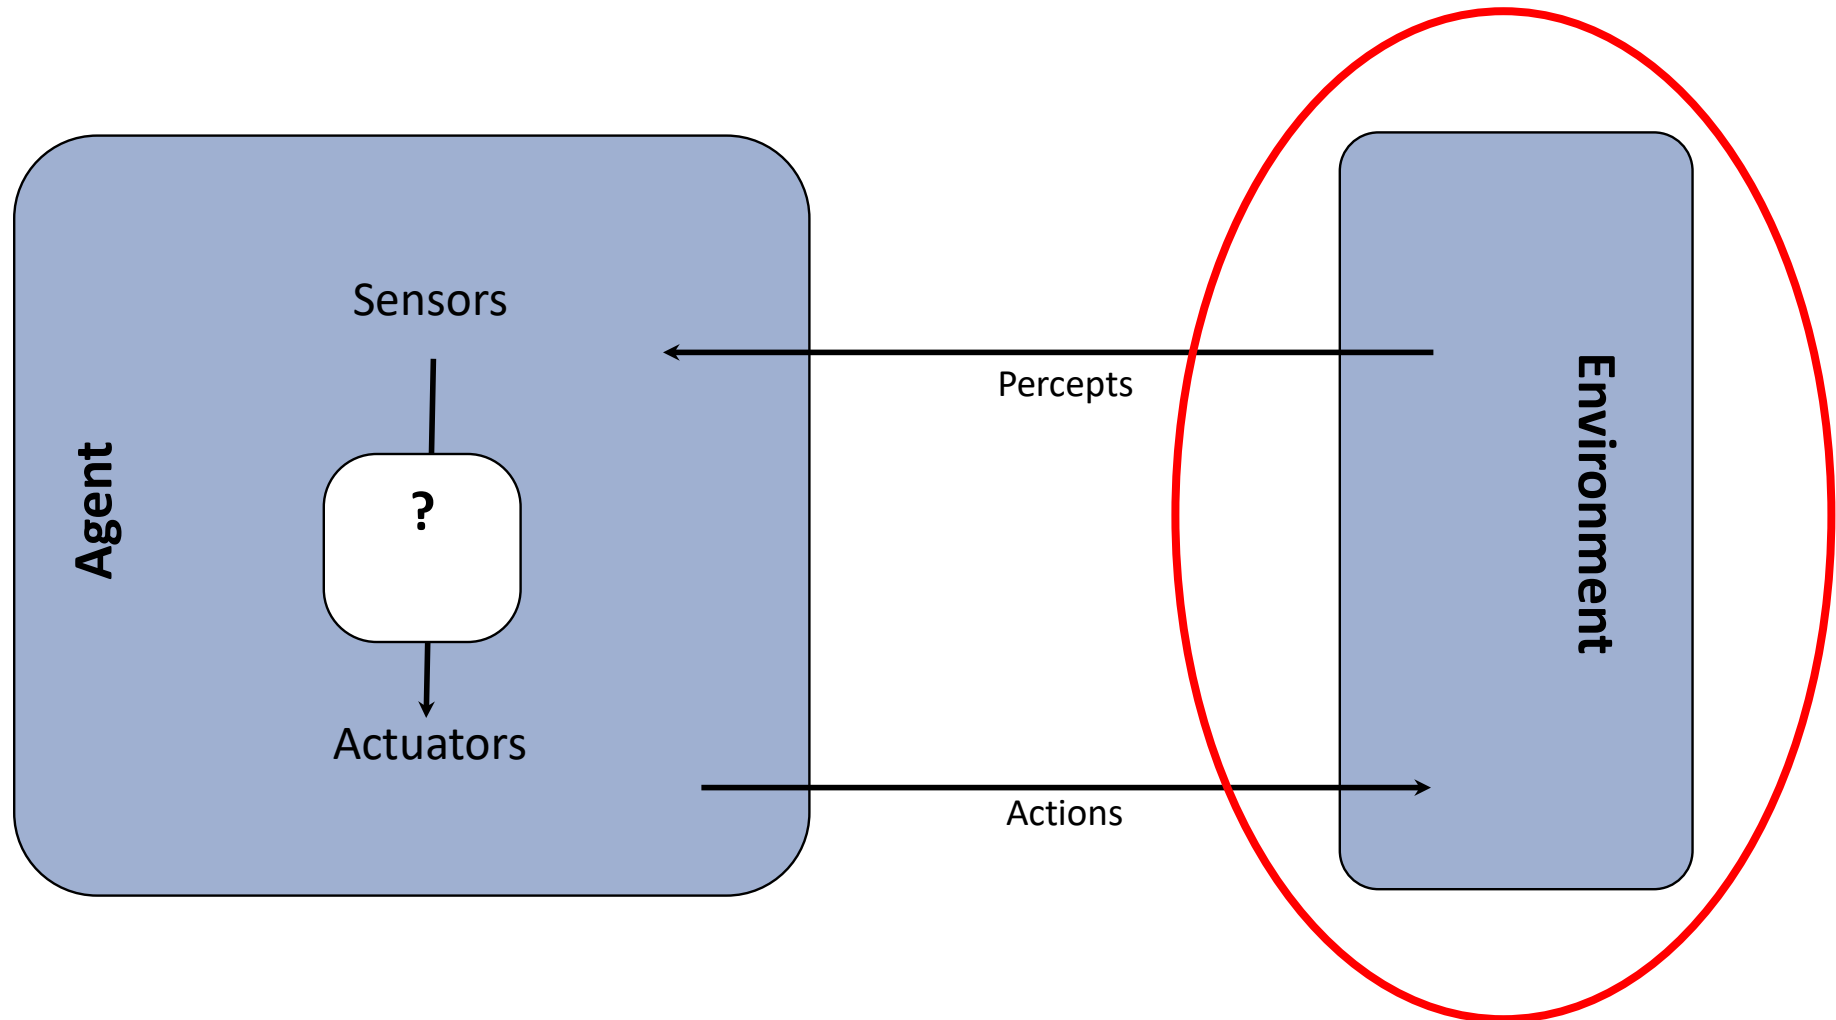 Agent
Sensors
?
Actuators
Percepts
Actions
Environment